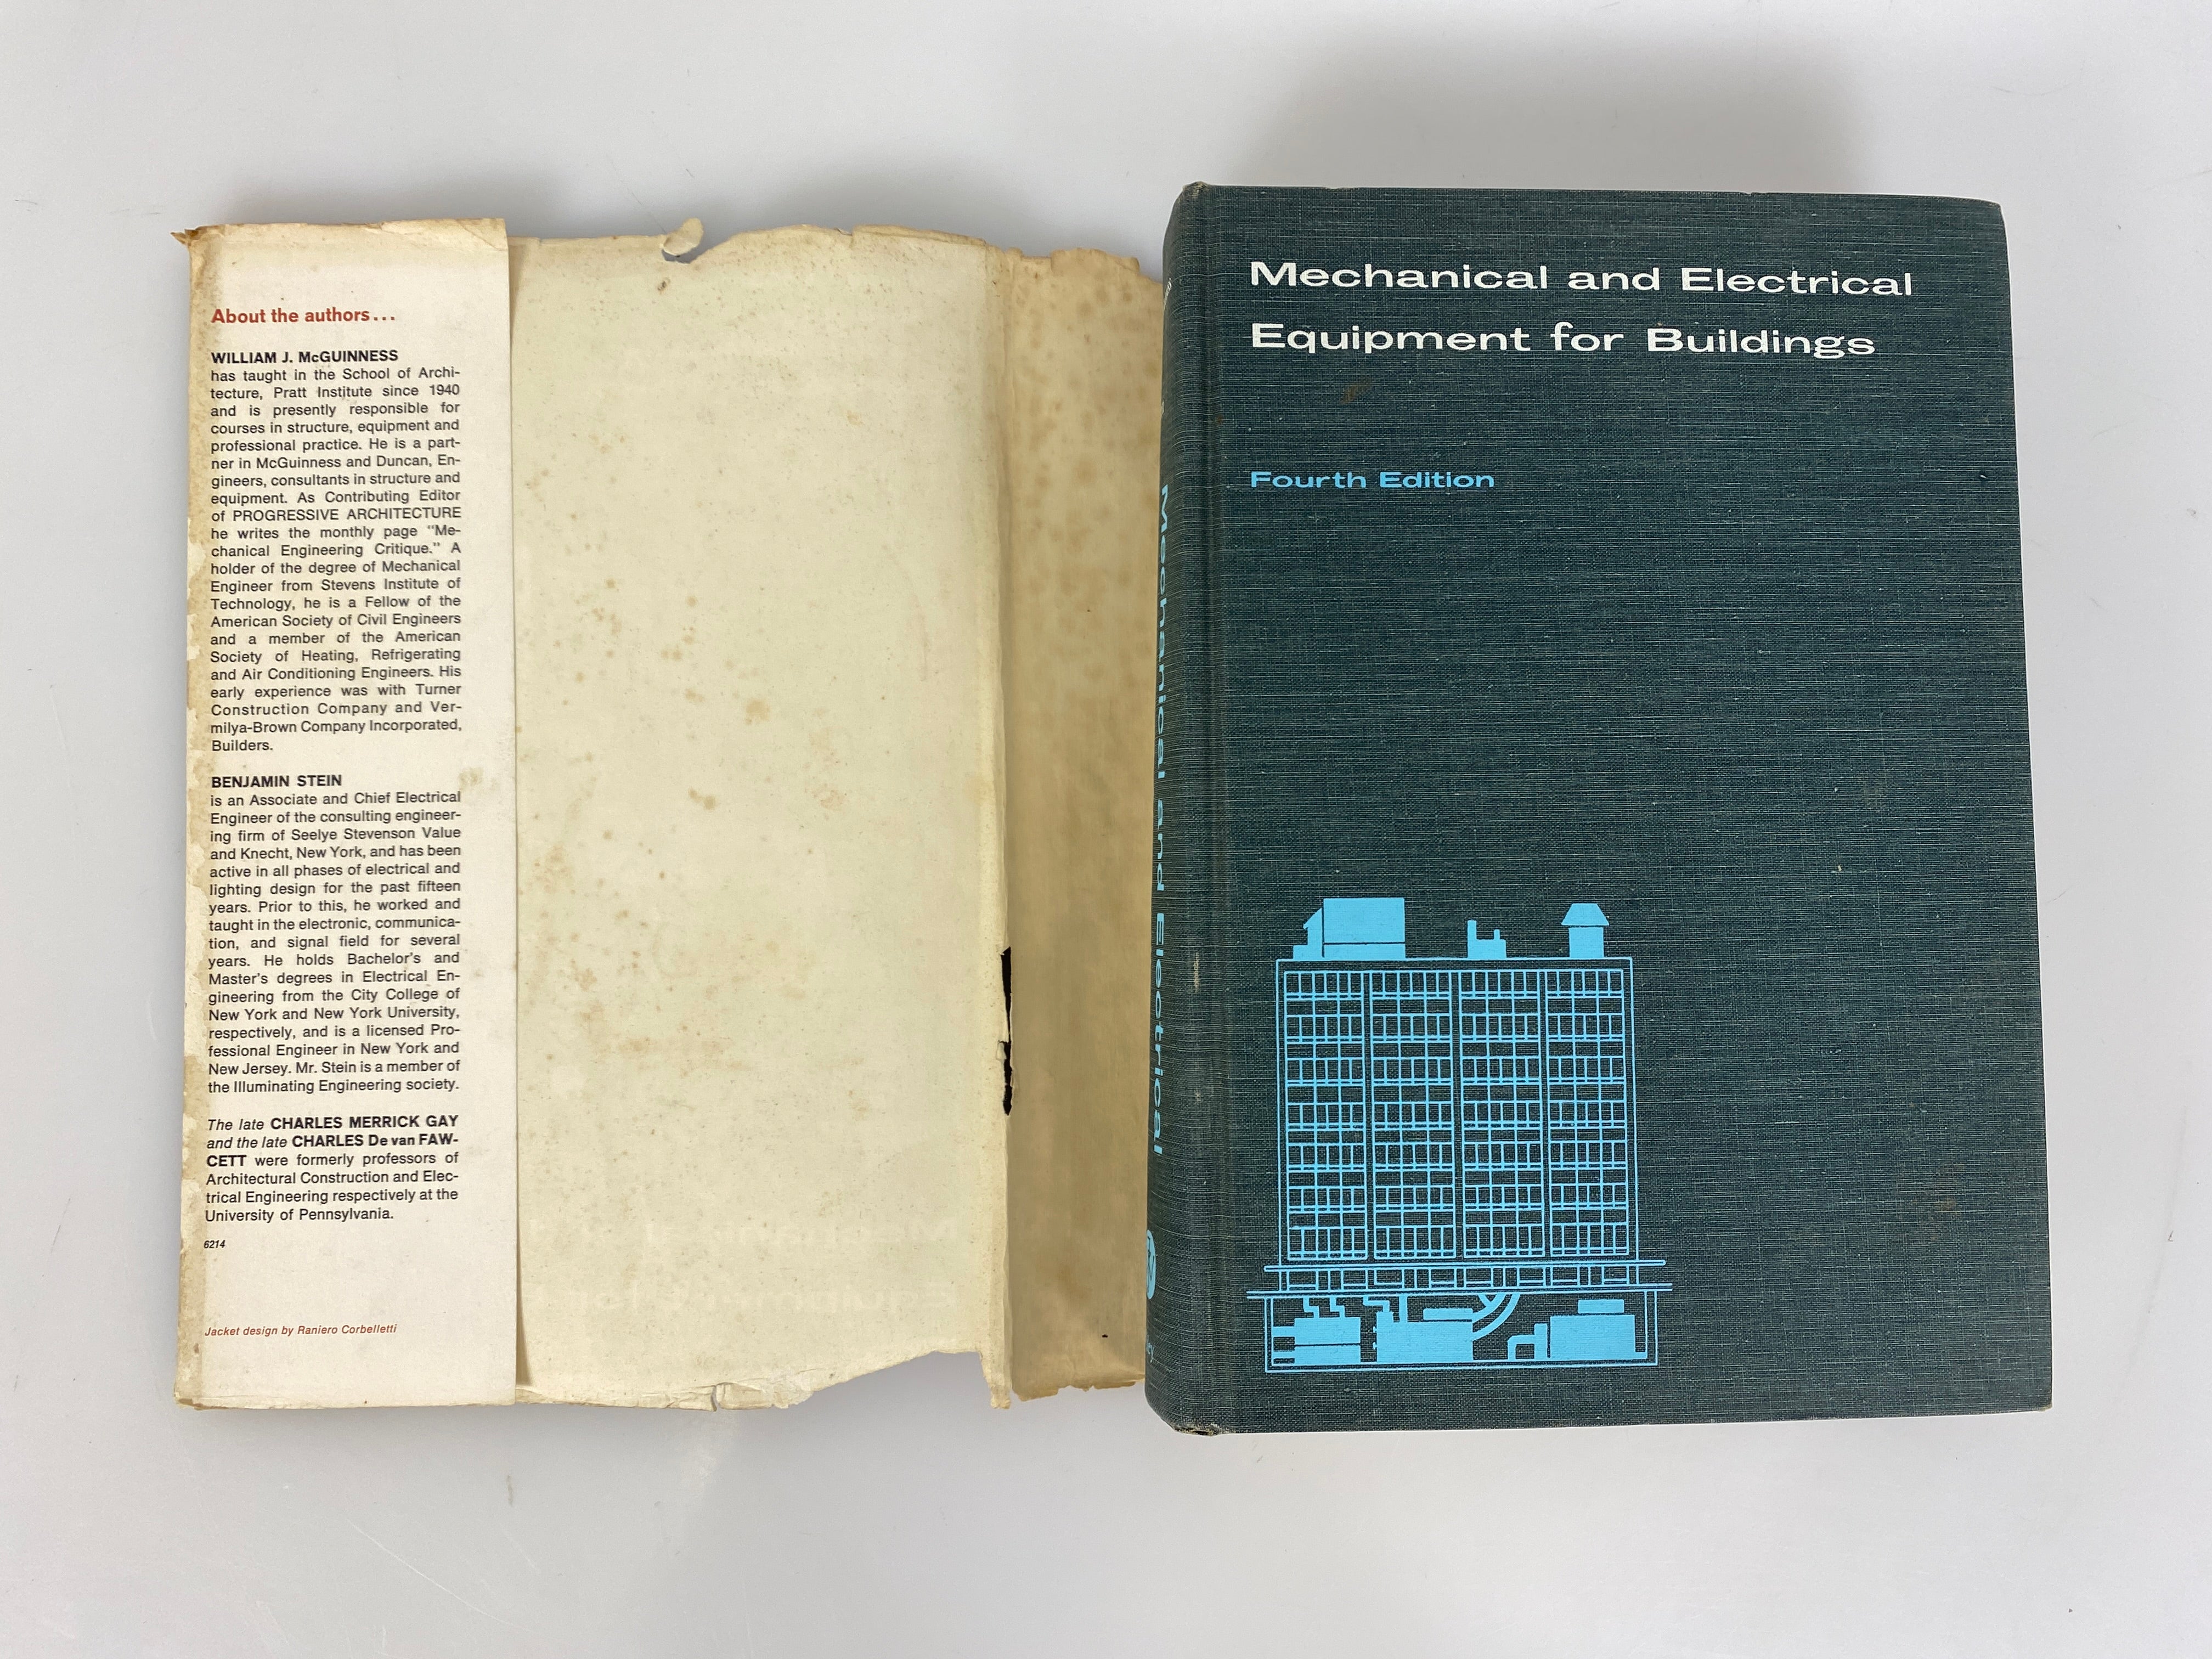 About the authors...
WILLIAM J. McGUINNESS
has taught in the School of Archi-
tecture, Pratt Institute since 1940
and is presently responsible for
courses in structure, equipment and
professional practice. He is a part-
ner in McGuinness and Duncan, En-
gineers, consultants in structure and
equipment. As Contributing Editor
of PROGRESSIVE ARCHITECTURE
he writes the monthly page "Me-
chanical Engineering Critique." A
holder of the degree of Mechanical
Engineer from Stevens Institute of
Technology, he is a Fellow of the
American Society of Civil Engineers
and a member of the American
Society of Heating, Refrigerating
and Air Conditioning Engineers. His
early experience was with Turner
Construction Company and Ver-
milya-Brown Company Incorporated,
Builders.
BENJAMIN STEIN
is an Associate and Chief Electrical
Engineer of the consulting engineer-
ing firm of Seelye Stevenson Value
and Knecht, New York, and has been
active in all phases of electrical and
lighting design for the past fifteen
years. Prior to this, he worked and
taught in the electronic, communica-
tion, and signal field for several
years. He holds Bachelor's and
Master's degrees in Electrical En-
gineering from the City College of
New York and New York University,
respectively, and is a licensed Pro-
fessional Engineer in New York and
New Jersey. Mr. Stein is a member of
the Illuminating Engineering society.
The late CHARLES MERRICK GAY
and the late CHARLES De van FAW-
CETT were formerly professors of
Architectural Construction and Elec-
trical Engineering respectively at the
University of Pennsylvania.
6214
Jacket design by Raniero Corbelletti
Mechanical and Electrical
Mechanical and Electrical
Equipment for Buildings
Fourth Edition